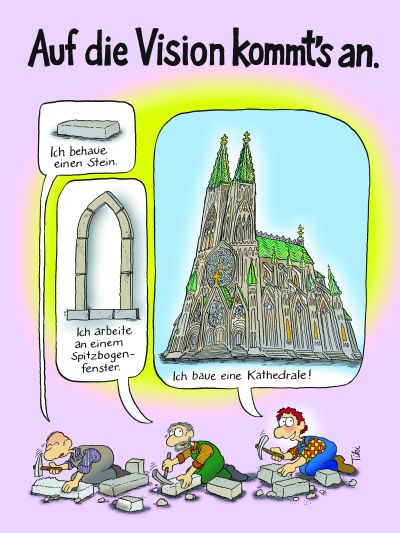 Auf die Vision kommt's an.
Ich behaue
einen Stein.
Ich arbeite
an einem
Spitzbogen-
fenster.
Ich baue eine Kathedrale!
Tiki